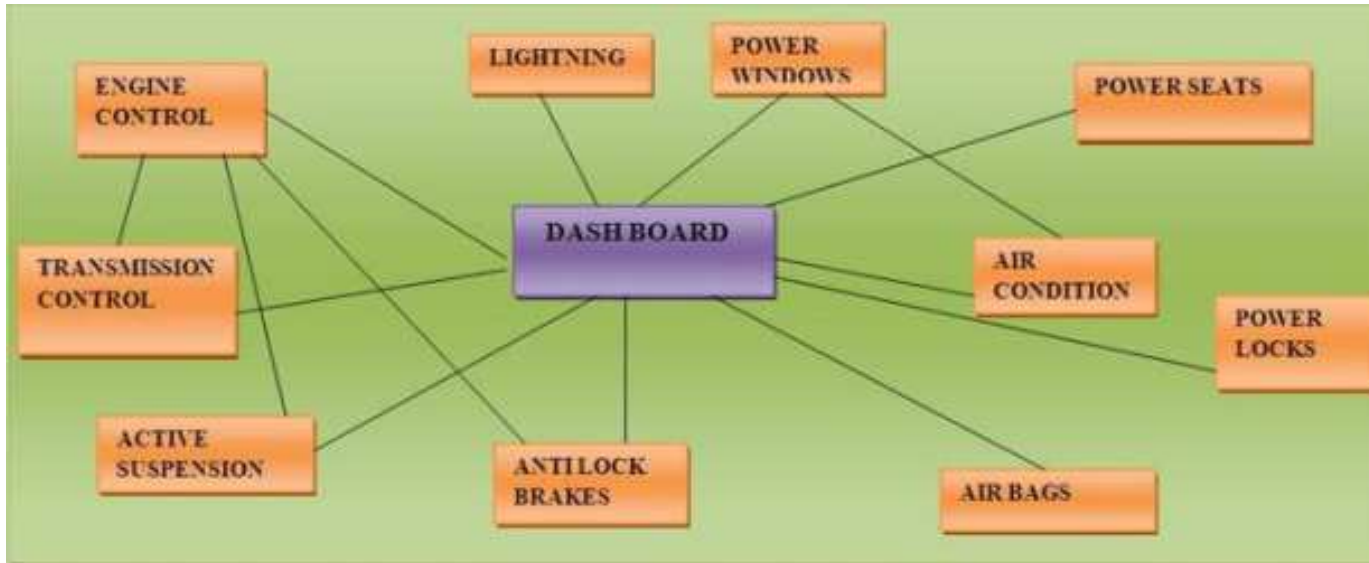 LIGHTNING
POWER
WINDOWS
ENGINE
CONTROL
POWER SEATS
DASH BOARD
TRANSMISSION
CONTROL
AIR
CONDITION
POWER
LOCKS
ACTIVE
SUSPENSION
ANTI LOCK
BRAKES
AIR BAGS